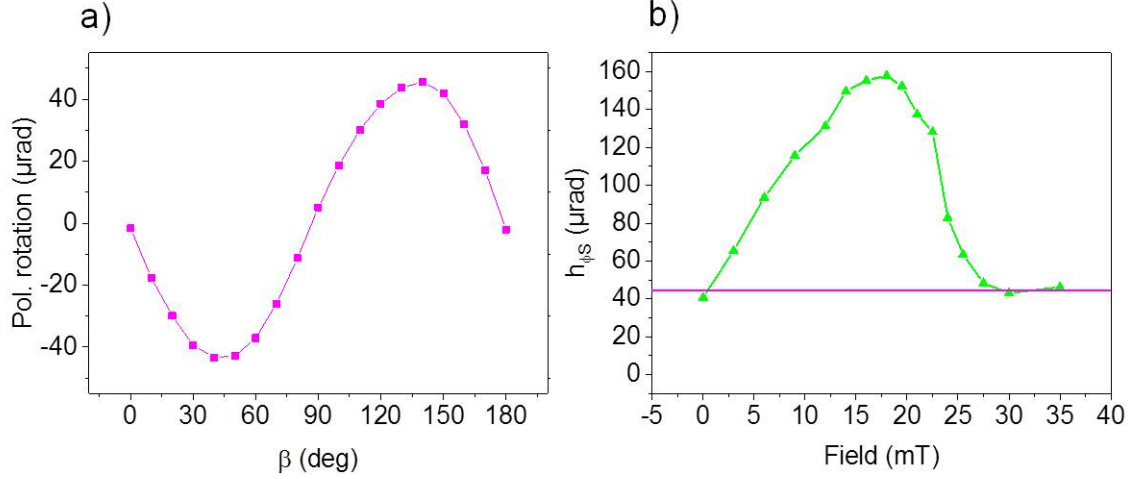 a)
Pol. rotation (μrad)
40
20
0
-20
-40
0 30 60 90 120 150 180
β (deg)
b)
h_ϕS (μrad)
160
140
120
100
80
60
40
20
0
-5 0 5 10 15 20 25 30 35 40
Field (mT)